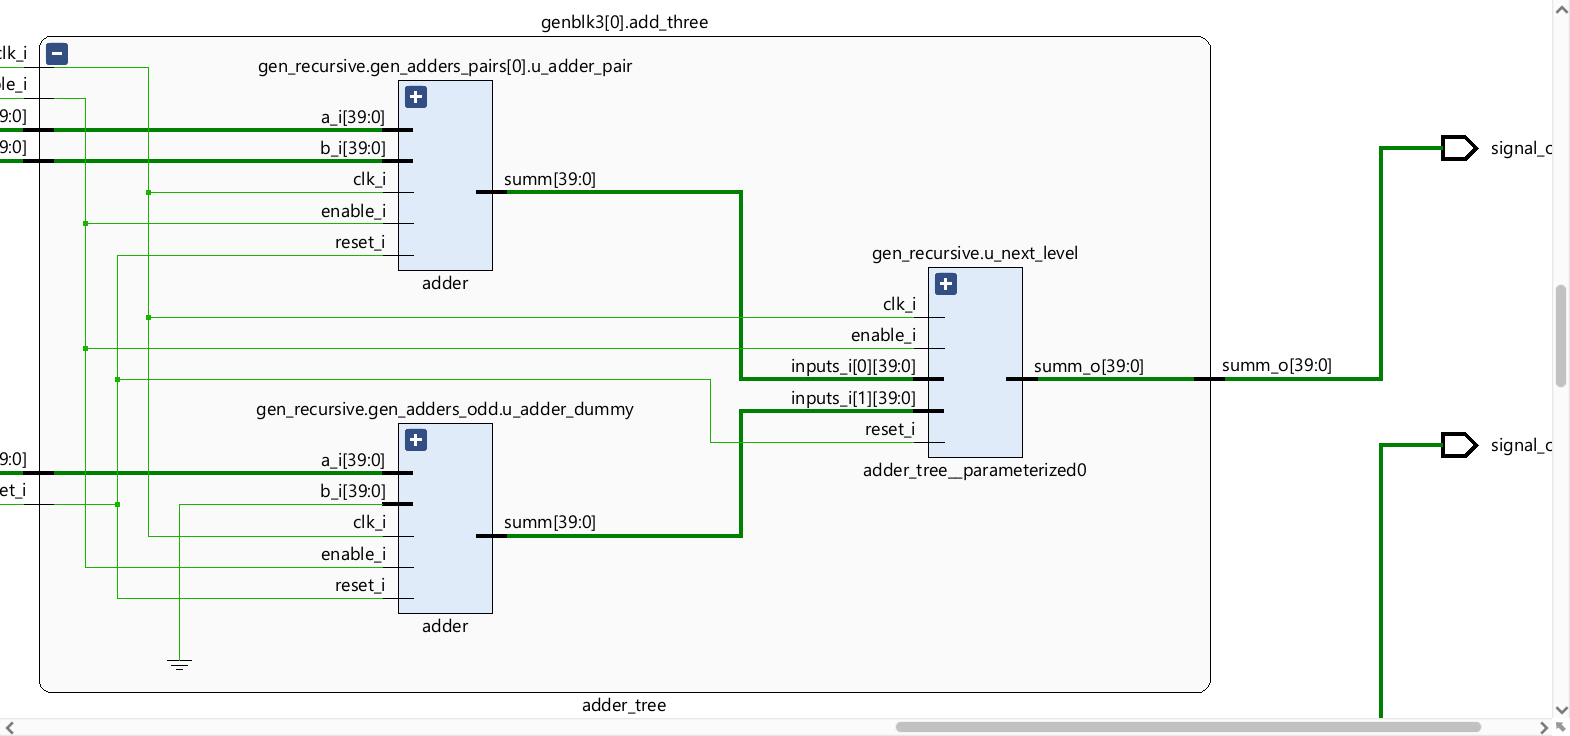 genblk3[0].add_three
clk_i
gen_recursive.gen_adders_pairs[0].u_adder_pair
le_i
9:0]
a_i[39:0]
9:0]
b_i[39:0]
clk_i
summ[39:0]
enable_i
reset_i
adder
signal_c
gen_recursive.u_next_level
clk_i
enable_i
inputs_i[0][39:0]
summ_o[39:0]
summ_o[39:0]
inputs_i[1][39:0]
reset_i
adder_tree__parameterized0
signal_c
gen_recursive.gen_adders_odd.u_adder_dummy
9:0]
a_i[39:0]
et_i
b_i[39:0]
clk_i
summ[39:0]
enable_i
reset_i
adder
adder_tree